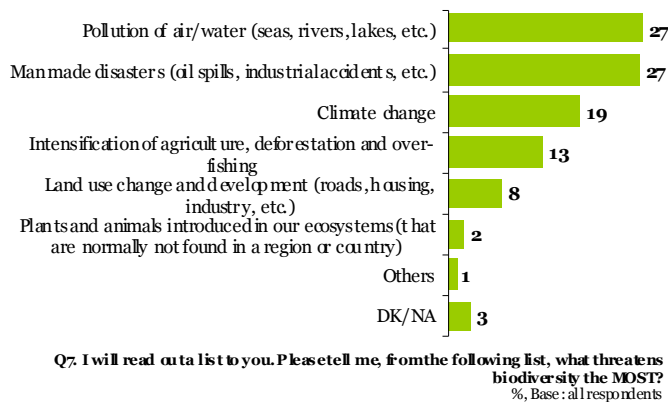 Pollution of air/water (seas, rivers, lakes, etc.) 27
Man made disasters (oil spills, industrial accidents, etc.) 27
Climate change 19
Intensification of agriculture, deforestation and over-
fishing 13
Land use change and development (roads, housing,
industry, etc.) 8
Plants and animals introduced in our ecosystems (that
are normally not found in a region or country) 2
Others 1
DK/NA 3
Q7. I will read out a list to you. Please tell me, from the following list, what threatens
biodiversity the MOST?
%, Base: all respondents